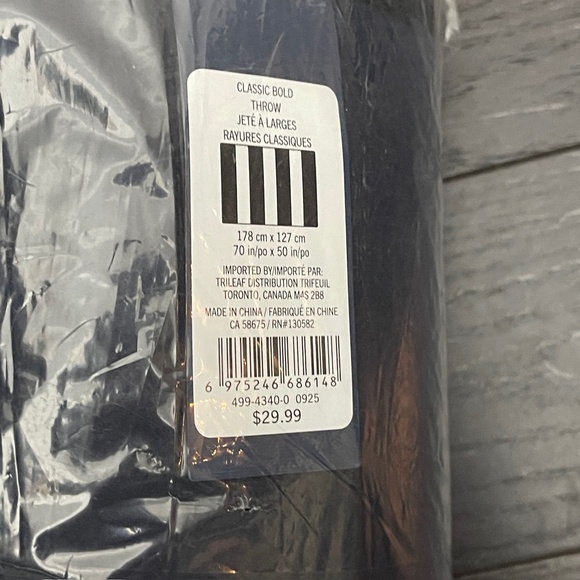 CLASSIC BOLD
THROW
JETÉ À LARGES
RAYURES CLASSIQUES
178 cm x 127 cm
70 in/po x 50 in/po
IMPORTED BY/IMPORTÉ PAR:
TRILEAF DISTRIBUTION TRIFEUIL
TORONTO, CANADA M4S 2B8
MADE IN CHINA / FABRIQUÉ EN CHINE
CA 58675 / RN#130582
6 975246 686148
499-4340-0 0925
$29.99